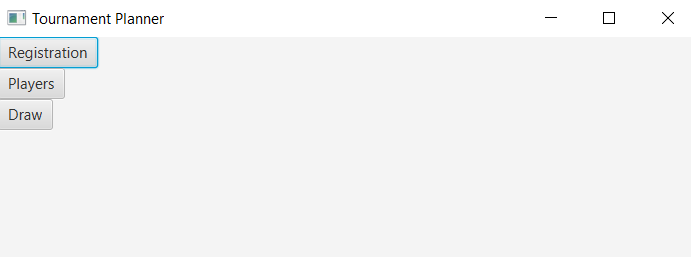 Tournament Planner
Registration
Players
Draw